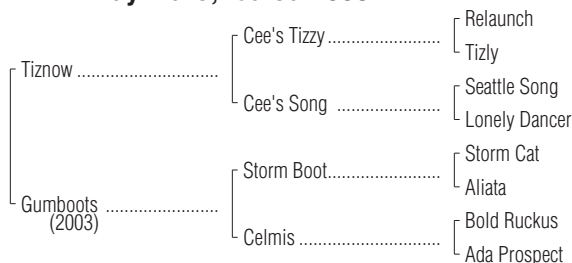 Tiznow
Cee's Tizzy
Relaunch
Tizly
Cee's Song
Seattle Song
Lonely Dancer
Gumboots
(2003)
Storm Boot
Storm Cat
Aliata
Celmis
Bold Ruckus
Ada Prospect